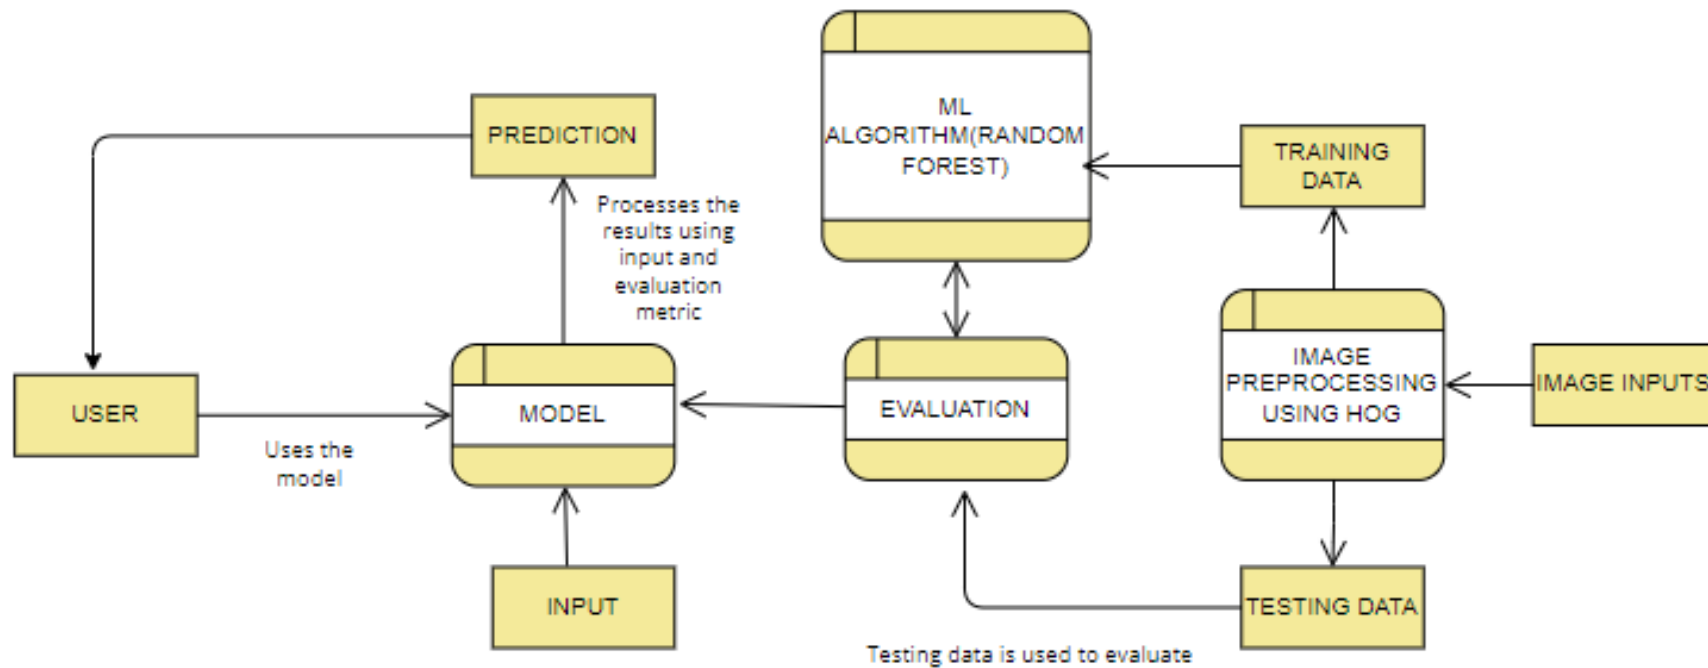 PREDICTION
Processes the
results using
input and
evaluation
metric
USER
Uses the
model
MODEL
INPUT
ML
ALGORITHM(RANDOM
FOREST)
EVALUATION
TRAINING
DATA
IMAGE
PREPROCESSING
USING HOG
IMAGE INPUTS
TESTING DATA
Testing data is used to evaluate